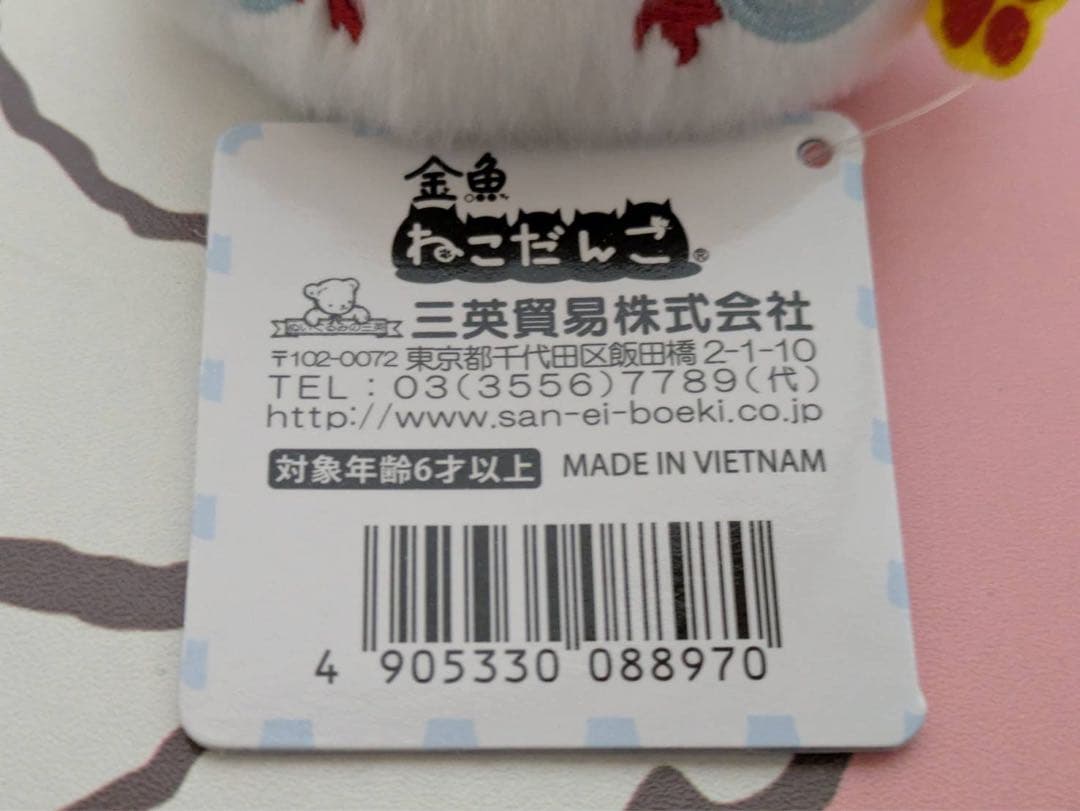 金魚
ねこだんご®
ぬいぐるみの三英
三英貿易株式会社
〒102-0072 東京都千代田区飯田橋 2-1-10
TEL : 03(3556)7789(代)
http://www.san-ei-boeki.co.jp
対象年齢6才以上 MADE IN VIETNAM
4 905330 088970